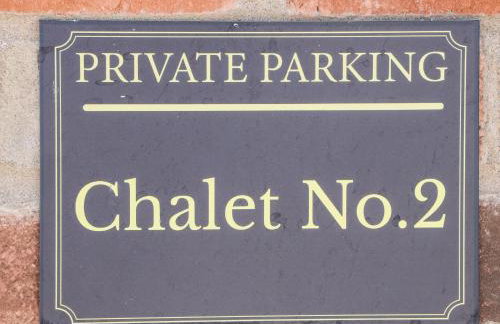 PRIVATE PARKING
Chalet No.2